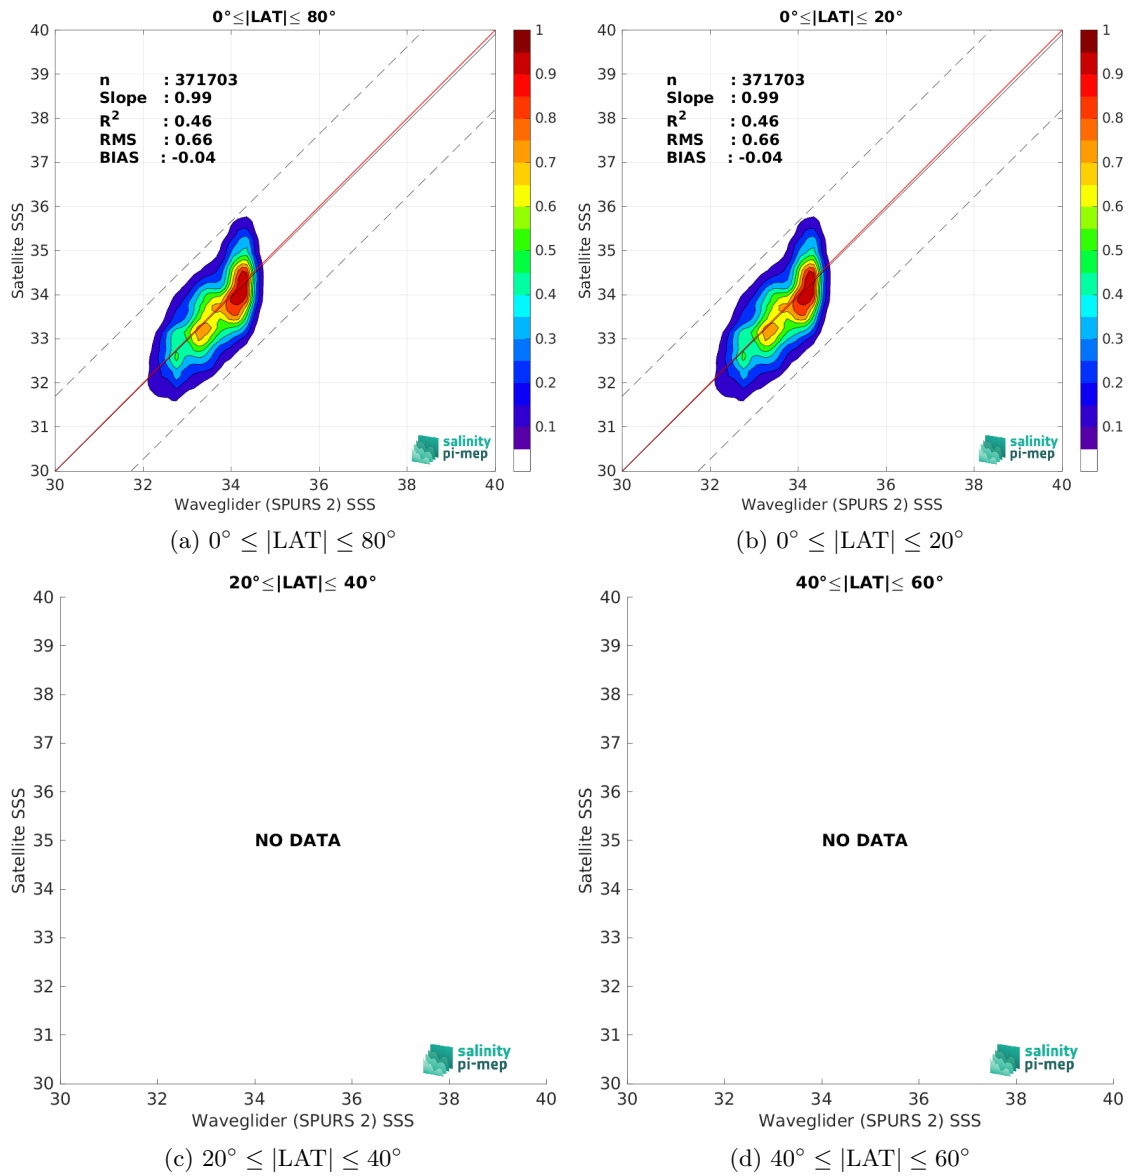 0°≤|LAT|≤ 80°
40
39
38
37
36
35
34
33
32
31
30
Satellite SSS
n : 371703
Slope : 0.99
R² : 0.46
RMS : 0.66
BIAS : -0.04
1
0.9
0.8
0.7
0.6
0.5
0.4
0.3
0.2
0.1
salinity
pi-mep
30 32 34 36 38 40
Waveglider (SPURS 2) SSS
(a) 0° ≤ |LAT| ≤ 80°
0°≤|LAT|≤ 20°
40
39
38
37
36
35
34
33
32
31
30
Satellite SSS
n : 371703
Slope : 0.99
R² : 0.46
RMS : 0.66
BIAS : -0.04
1
0.9
0.8
0.7
0.6
0.5
0.4
0.3
0.2
0.1
salinity
pi-mep
30 32 34 36 38 40
Waveglider (SPURS 2) SSS
(b) 0° ≤ |LAT| ≤ 20°
20°≤|LAT|≤ 40°
40
39
38
37
36
35
34
33
32
31
30
Satellite SSS
NO DATA
salinity
pi-mep
30 32 34 36 38 40
Waveglider (SPURS 2) SSS
(c) 20° ≤ |LAT| ≤ 40°
40°≤|LAT|≤ 60°
40
39
38
37
36
35
34
33
32
31
30
Satellite SSS
NO DATA
salinity
pi-mep
30 32 34 36 38 40
Waveglider (SPURS 2) SSS
(d) 40° ≤ |LAT| ≤ 60°